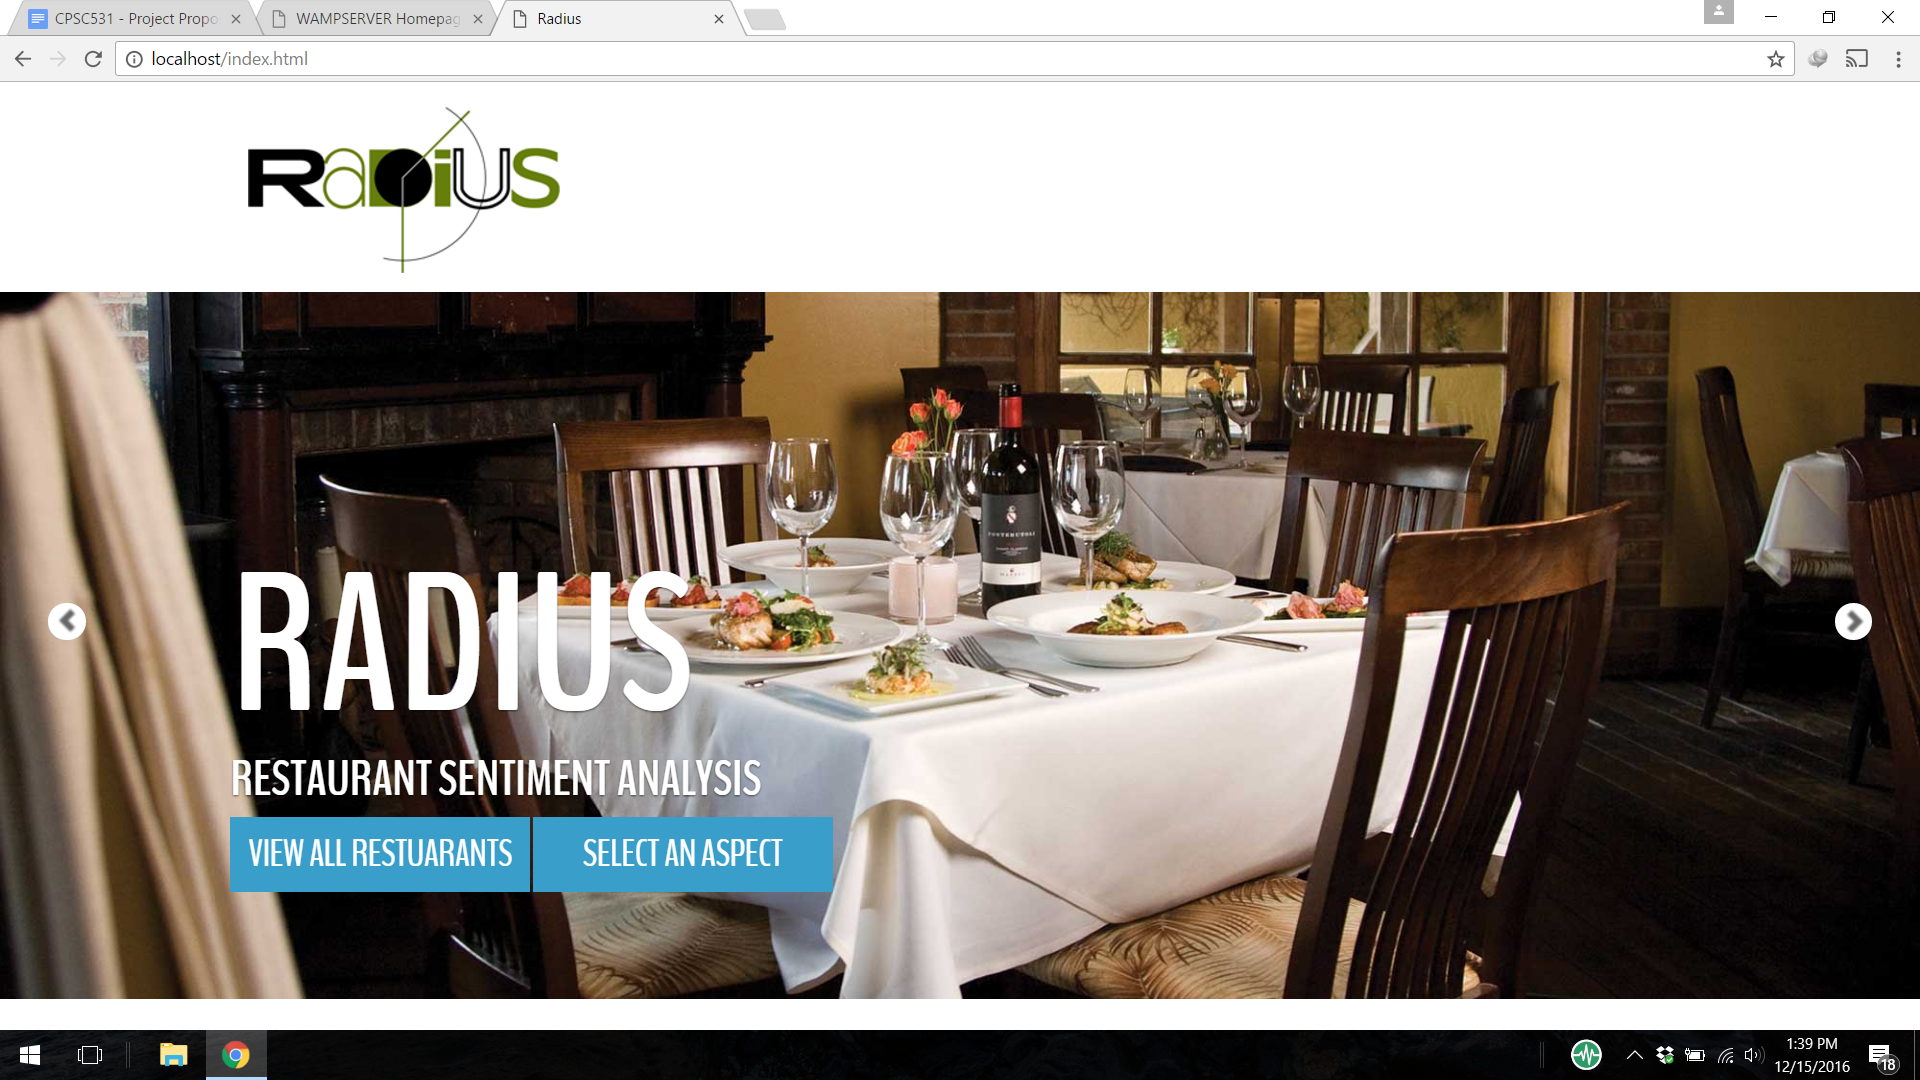 CPSC531 - Project Propo
WAMPSERVER Homepag
Radius
localhost/index.html
RaDiUS
FONTERUTOLI
RADIUS
RESTAURANT SENTIMENT ANALYSIS
VIEW ALL RESTUARANTS
SELECT AN ASPECT
1:39 PM
12/15/2016
18